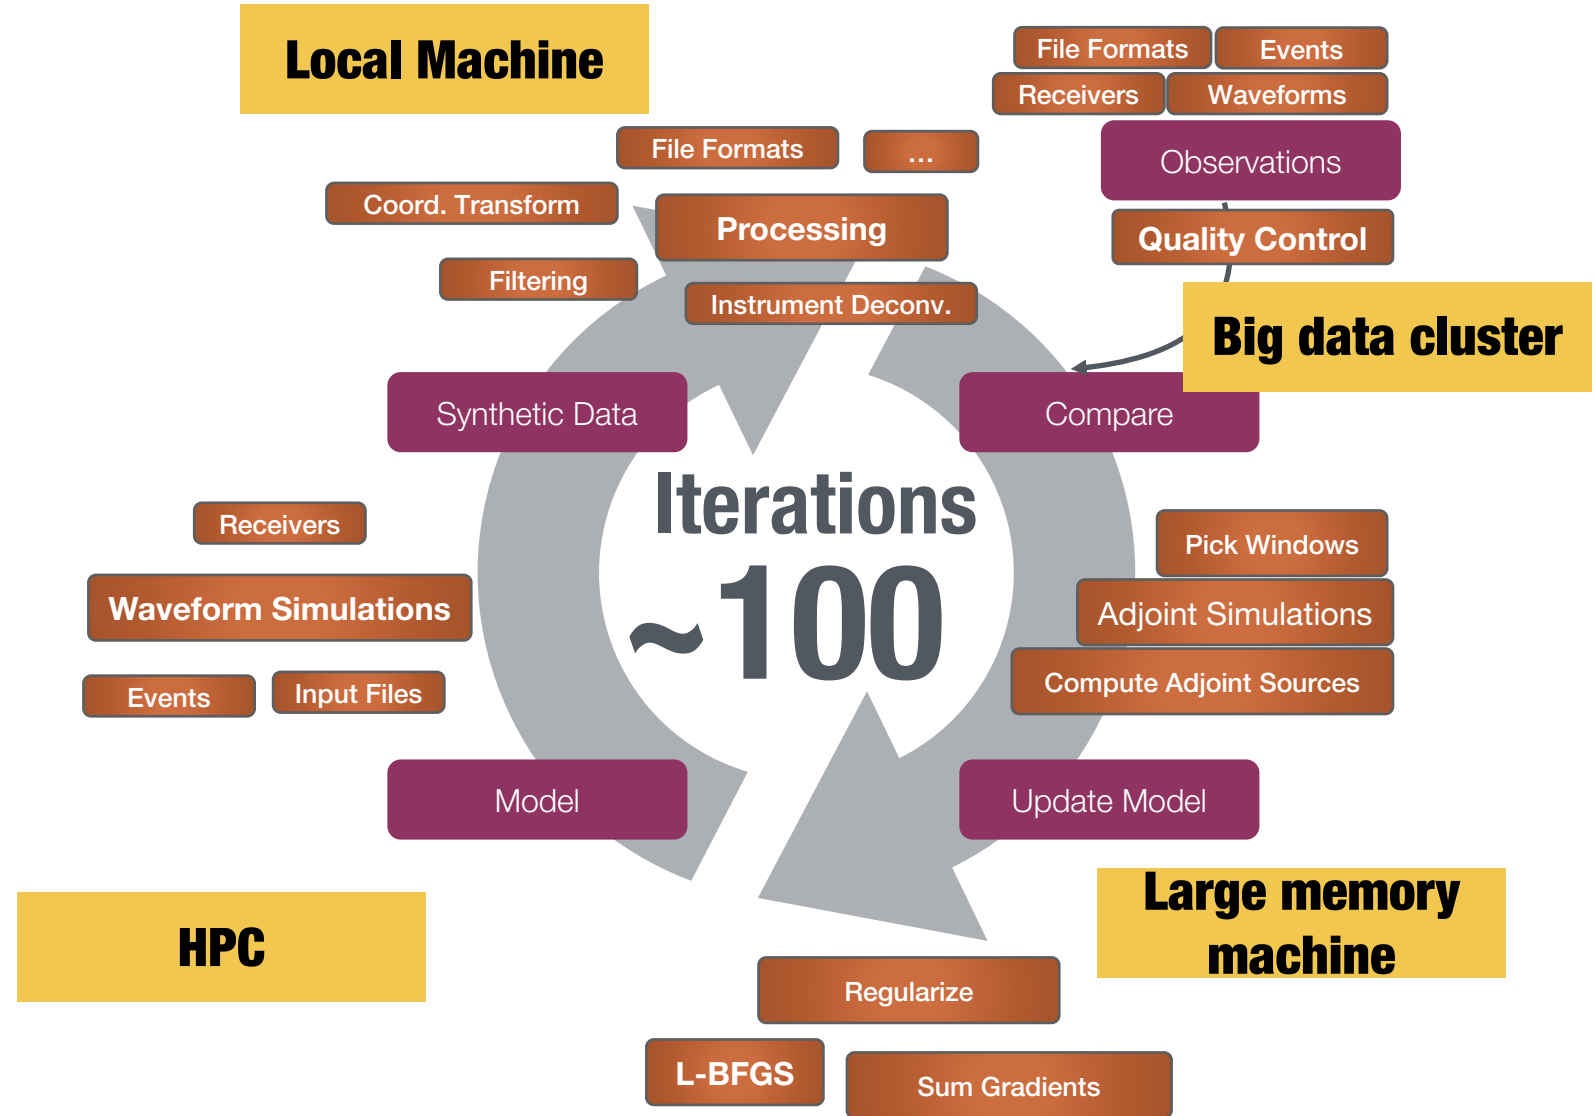 Local Machine
File Formats
Events
Receivers
Waveforms
File Formats
...
Observations
Coord. Transform
Processing
Quality Control
Filtering
Instrument Deconv.
Big data cluster
Synthetic Data
Compare
Iterations
~100
Receivers
Pick Windows
Waveform Simulations
Adjoint Simulations
Events
Input Files
Compute Adjoint Sources
Model
Update Model
HPC
Large memory
machine
Regularize
L-BFGS
Sum Gradients